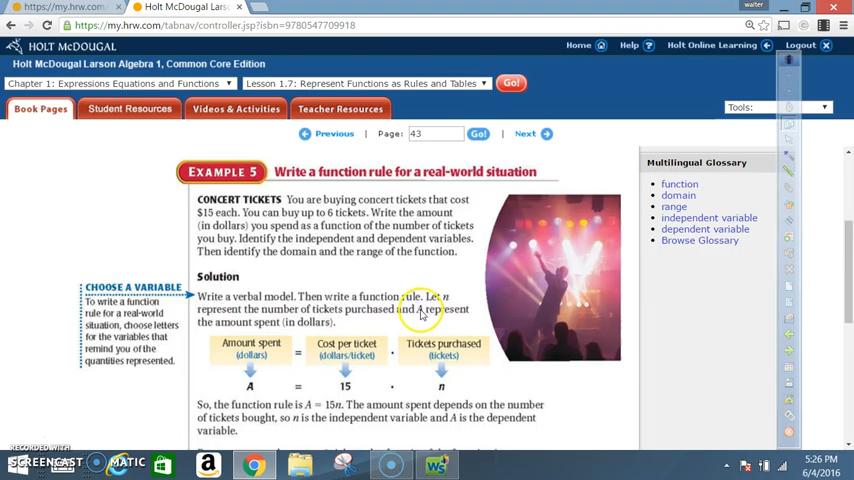 https://my.hrw.com/tabnav/
Holt McDougal Larson
walter
https://my.hrw.com/tabnav/controller.jsp?isbn=9780547709918
HOLT MCDOUGAL
Home
Help
Holt Online Learning
Logout
Holt McDougal Larson Algebra 1, Common Core Edition
Chapter 1: Expressions Equations and Functions
Lesson 1.7: Represent Functions as Rules and Tables
Go!
Book Pages
Student Resources
Videos & Activities
Teacher Resources
Tools:
Previous | Page: 43 Go! | Next
Multilingual Glossary
function
domain
range
independent variable
dependent variable
Browse Glossary
EXAMPLE 5 Write a function rule for a real-world situation
CONCERT TICKETS You are buying concert tickets that cost
$15 each. You can buy up to 6 tickets. Write the amount
(in dollars) you spend as a function of the number of tickets
you buy. Identify the independent and dependent variables.
Then identify the domain and the range of the function.
Solution
CHOOSE A VARIABLE
To write a function
rule for a real-world
situation, choose letters
for the variables that
remind you of the
quantities represented.
Write a verbal model. Then write a function rule. Let n
represent the number of tickets purchased and A represent
the amount spent (in dollars).
Amount spent = Cost per ticket · Tickets purchased
(dollars) (dollars/ticket) (tickets)
A = 15 · n
So, the function rule is A = 15n. The amount spent depends on the number
of tickets bought, so n is the independent variable and A is the dependent
variable.
RECORDED WITH
SCREENCAST MATIC
5:26 PM
6/4/2016